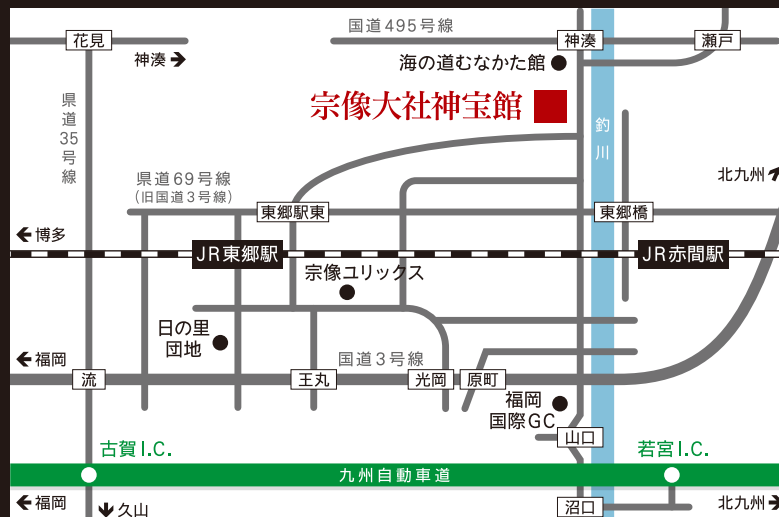 国道495号線
花見
神湊
瀬戸
神湊
海の道むなかた館
宗像大社神宝館
県道35号線
釣川
北九州
県道69号線
(旧国道3号線)
東郷駅東
東郷橋
博多
JR東郷駅
JR赤間駅
宗像ユリックス
日の里
団地
福岡
国道3号線
流
王丸
光岡
原町
福岡
国際GC
山口
古賀I.C.
若宮I.C.
九州自動車道
福岡
久山
沼口
北九州